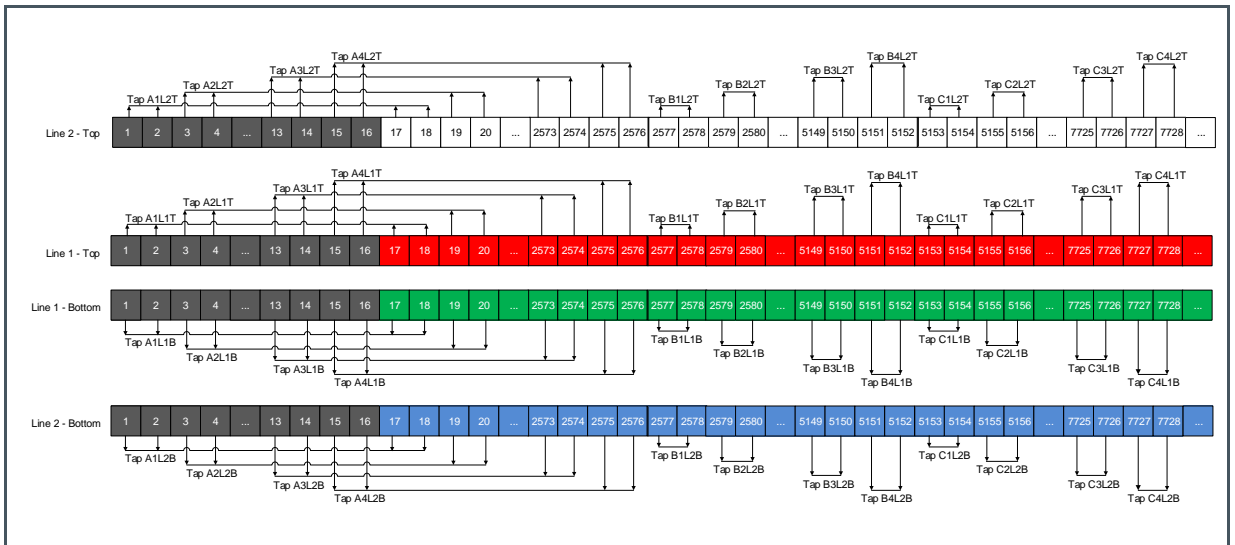 Tap A4L2T Tap B4L2T Tap C4L2T
Tap A3L2T Tap B3L2T Tap C3L2T
Tap A2L2T Tap B2L2T Tap C2L2T
Tap A1L2T Tap B1L2T Tap C1L2T
Line 2 - Top 1 2 3 4 ... 13 14 15 16 17 18 19 20 ... 2573 2574 2575 2576 2577 2578 2579 2580 ... 5149 5150 5151 5152 5153 5154 5155 5156 ... 7725 7726 7727 7728 ...
Tap A4L1T Tap B4L1T Tap C4L1T
Tap A3L1T Tap B3L1T Tap C3L1T
Tap A2L1T Tap B2L1T Tap C2L1T
Tap A1L1T Tap B1L1T Tap C1L1T
Line 1 - Top 1 2 3 4 ... 13 14 15 16 17 18 19 20 ... 2573 2574 2575 2576 2577 2578 2579 2580 ... 5149 5150 5151 5152 5153 5154 5155 5156 ... 7725 7726 7727 7728 ...
Line 1 - Bottom 1 2 3 4 ... 13 14 15 16 17 18 19 20 ... 2573 2574 2575 2576 2577 2578 2579 2580 ... 5149 5150 5151 5152 5153 5154 5155 5156 ... 7725 7726 7727 7728 ...
Tap A1L1B Tap B1L1B Tap C1L1B
Tap A2L1B Tap B2L1B Tap C2L1B
Tap A3L1B Tap B3L1B Tap C3L1B
Tap A4L1B Tap B4L1B Tap C4L1B
Line 2 - Bottom 1 2 3 4 ... 13 14 15 16 17 18 19 20 ... 2573 2574 2575 2576 2577 2578 2579 2580 ... 5149 5150 5151 5152 5153 5154 5155 5156 ... 7725 7726 7727 7728 ...
Tap A1L2B Tap B1L2B Tap C1L2B
Tap A2L2B Tap B2L2B Tap C2L2B
Tap A3L2B Tap B3L2B Tap C3L2B
Tap A4L2B Tap B4L2B Tap C4L2B